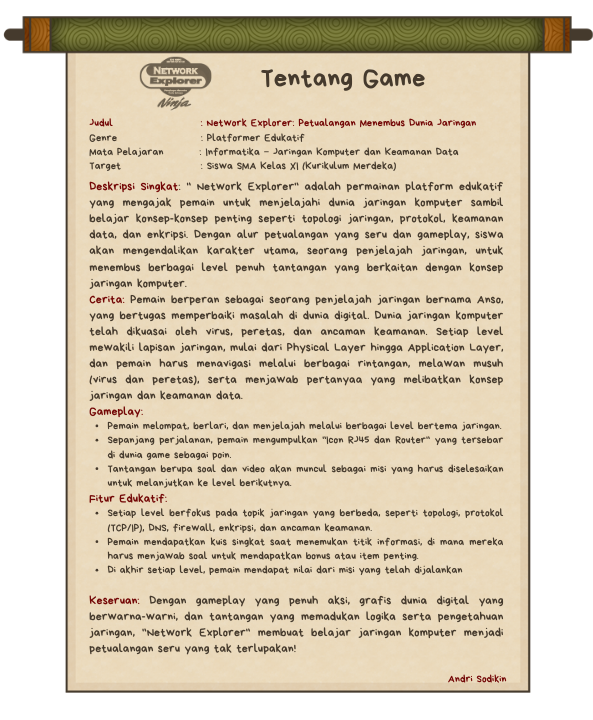 NETWORK
Explorer
Ninja
Tentang Game
Judul : Network Explorer: Petualangan Menembus Dunia Jaringan
Genre : Platformer Edukatif
Mata Pelajaran : Informatika – Jaringan Komputer dan Keamanan Data
Target : Siswa SMA Kelas XI (Kurikulum Merdeka)
Deskripsi Singkat: " Network Explorer" adalah permainan platform edukatif
yang mengajak pemain untuk menjelajahi dunia jaringan komputer sambil
belajar konsep-konsep penting seperti topologi jaringan, protokol, keamanan
data, dan enkripsi. Dengan alur petualangan yang seru dan gameplay, siswa
akan mengendalikan karakter utama, seorang penjelajah jaringan, untuk
menembus berbagai level penuh tantangan yang berkaitan dengan konsep
jaringan komputer.
Cerita: Pemain berperan sebagai seorang penjelajah jaringan bernama Anso,
yang bertugas memperbaiki masalah di dunia digital. Dunia jaringan komputer
telah dikuasai oleh virus, peretas, dan ancaman keamanan. Setiap level
mewakili lapisan jaringan, mulai dari Physical Layer hingga Application Layer,
dan pemain harus menavigasi melalui berbagai rintangan, melawan musuh
(virus dan peretas), serta menjawab pertanyaa yang melibatkan konsep
jaringan dan keamanan data.
Gameplay:
• Pemain melompat, berlari, dan menjelajah melalui berbagai level bertema jaringan.
• Sepanjang perjalanan, pemain mengumpulkan "Icon RJ45 dan Router" yang tersebar
di dunia game sebagai poin.
• Tantangan berupa soal dan video akan muncul sebagai misi yang harus diselesaikan
untuk melanjutkan ke level berikutnya.
Fitur Edukatif:
• Setiap level berfokus pada topik jaringan yang berbeda, seperti topologi, protokol
(TCP/IP), DNS, firewall, enkripsi, dan ancaman keamanan.
• Pemain mendapatkan kuis singkat saat menemukan titik informasi, di mana mereka
harus menjawab soal untuk mendapatkan bonus atau item penting.
• Di akhir setiap level, pemain mendapat nilai dari misi yang telah dijalankan
Keseruan: Dengan gameplay yang penuh aksi, grafis dunia digital yang
berwarna-warni, dan tantangan yang memadukan logika serta pengetahuan
jaringan, "Network Explorer" membuat belajar jaringan komputer menjadi
petualangan seru yang tak terlupakan!
Andri Sodikin